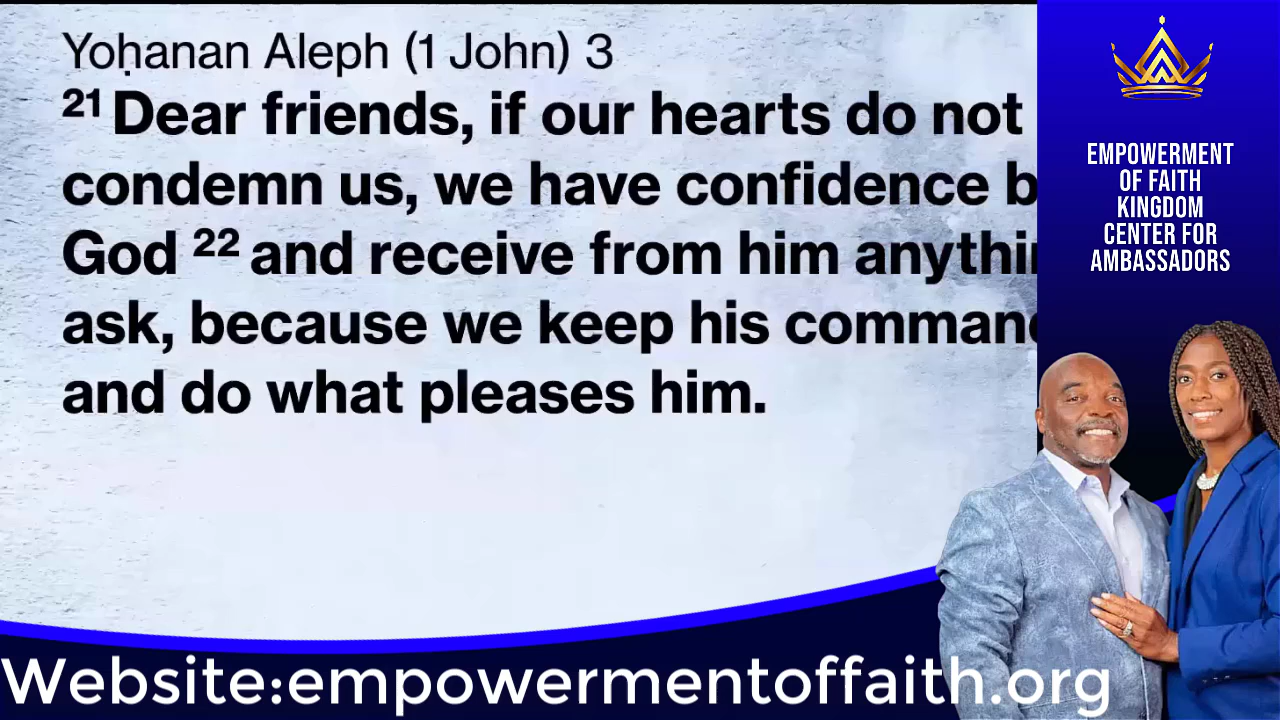 Yoḥanan Aleph (1 John) 3
21 Dear friends, if our hearts do not
condemn us, we have confidence
God 22 and receive from him
ask, because we keep his
and do what pleases him.
EMPOWERMENT
OF FAITH
KINGDOM
CENTER FOR
AMBASSADORS
Website:empowermentoffaith.org